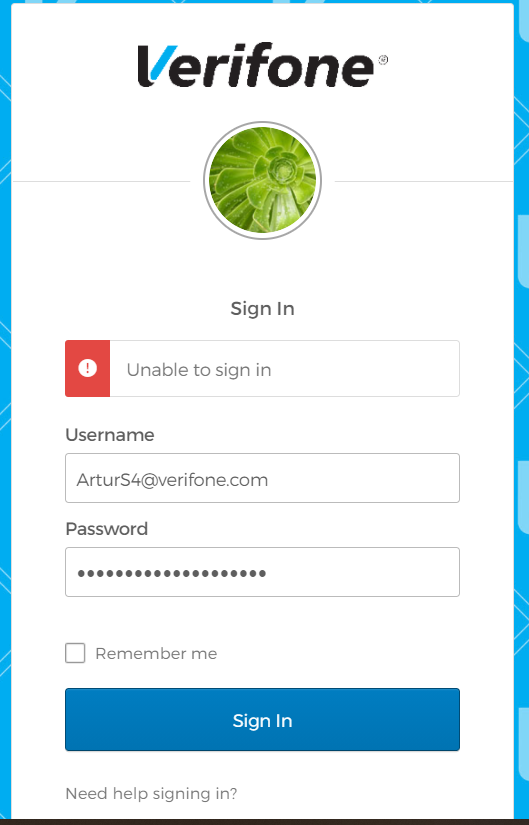 Verifone®
Sign In
Unable to sign in
Username
ArturS4@verifone.com
Password
••••••••••••••••••••
Remember me
Sign In
Need help signing in?